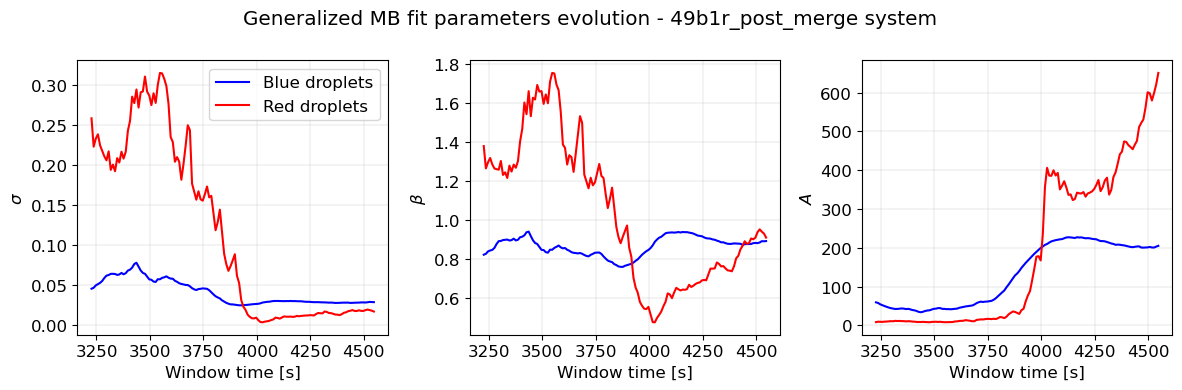 Generalized MB fit parameters evolution - 49b1r_post_merge system
σ
0.30
0.25
0.20
0.15
0.10
0.05
0.00
Blue droplets
Red droplets
3250 3500 3750 4000 4250 4500
Window time [s]
β
1.8
1.6
1.4
1.2
1.0
0.8
0.6
3250 3500 3750 4000 4250 4500
Window time [s]
A
600
500
400
300
200
100
0
3250 3500 3750 4000 4250 4500
Window time [s]